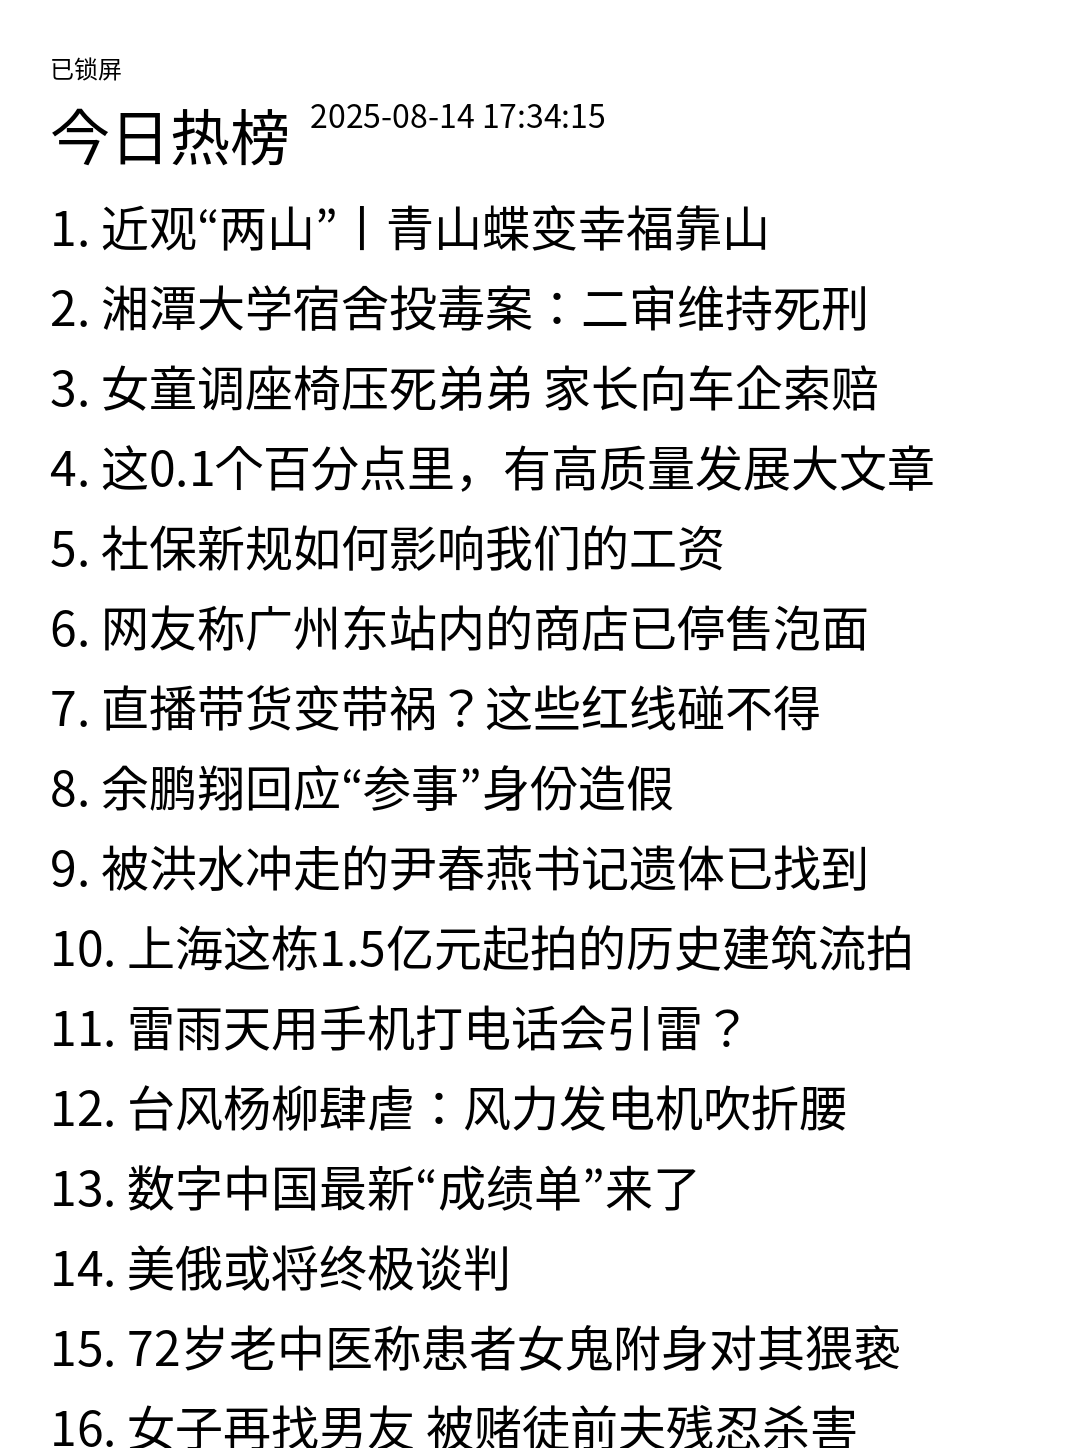 已锁屏
今日热榜 2025-08-14 17:34:15
1. 近观“两山”丨青山蝶变幸福靠山
2. 湘潭大学宿舍投毒案：二审维持死刑
3. 女童调座椅压死弟弟 家长向车企索赔
4. 这0.1个百分点里，有高质量发展大文章
5. 社保新规如何影响我们的工资
6. 网友称广州东站内的商店已停售泡面
7. 直播带货变带祸？这些红线碰不得
8. 余鹏翔回应“参事”身份造假
9. 被洪水冲走的尹春燕书记遗体已找到
10. 上海这栋1.5亿元起拍的历史建筑流拍
11. 雷雨天用手机打电话会引雷？
12. 台风杨柳肆虐：风力发电机吹折腰
13. 数字中国最新“成绩单”来了
14. 美俄或将终极谈判
15. 72岁老中医称患者女鬼附身对其猥亵
16. 女子再找男友 被赌徒前夫残忍杀害